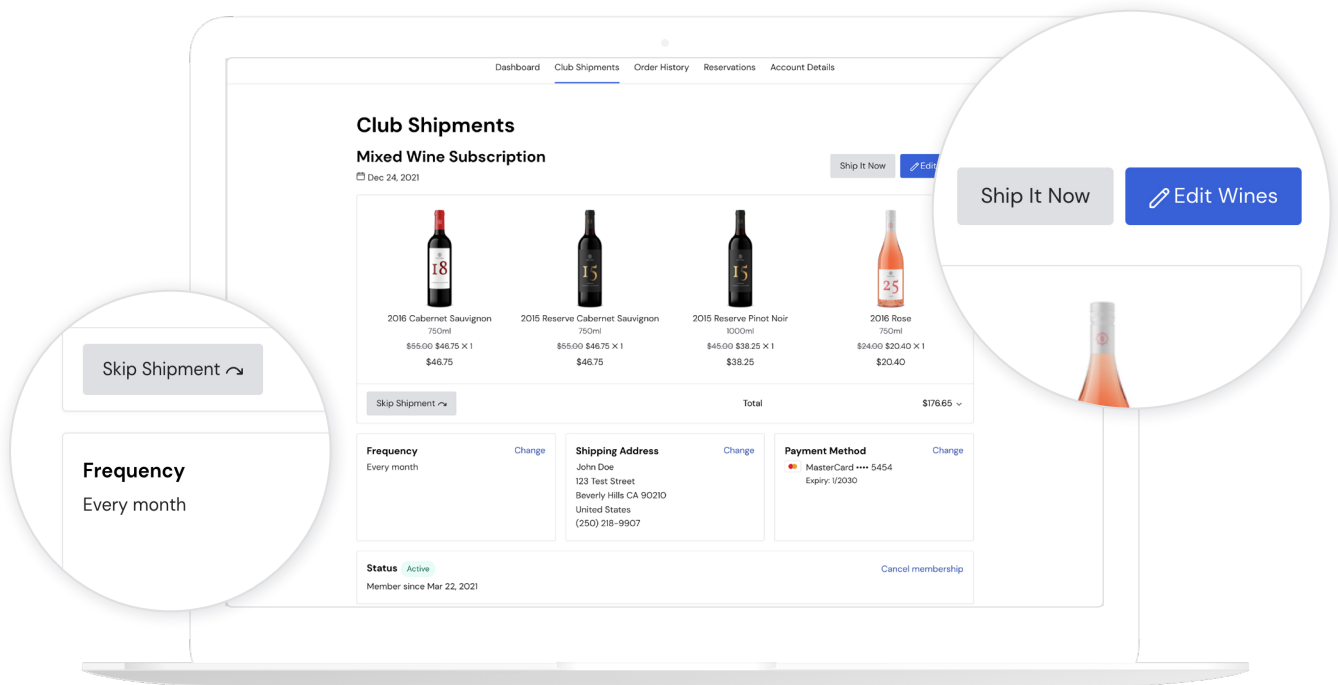 Dashboard Club Shipments Order History Reservations Account Details
Club Shipments
Mixed Wine Subscription
Dec 24, 2021
Ship It Now Edit
Ship It Now Edit Wines
18 15 15 25
2016 Cabernet Sauvignon 2015 Reserve Cabernet Sauvignon 2015 Reserve Pinot Noir 2016 Rose
750ml 750ml 1000ml 750ml
$55.00 $46.75 × 1 $55.00 $46.75 × 1 $45.00 $38.25 × 1 $24.00 $20.40 × 1
$46.75 $46.75 $38.25 $20.40
Skip Shipment Total $176.65
Skip Shipment
Frequency
Every month
Frequency Change
Every month
Shipping Address Change
John Doe
123 Test Street
Beverly Hills CA 90210
United States
(250) 218-9907
Payment Method Change
MasterCard •••• 5454
Expiry: 1/2030
Status Active Cancel membership
Member since Mar 22, 2021